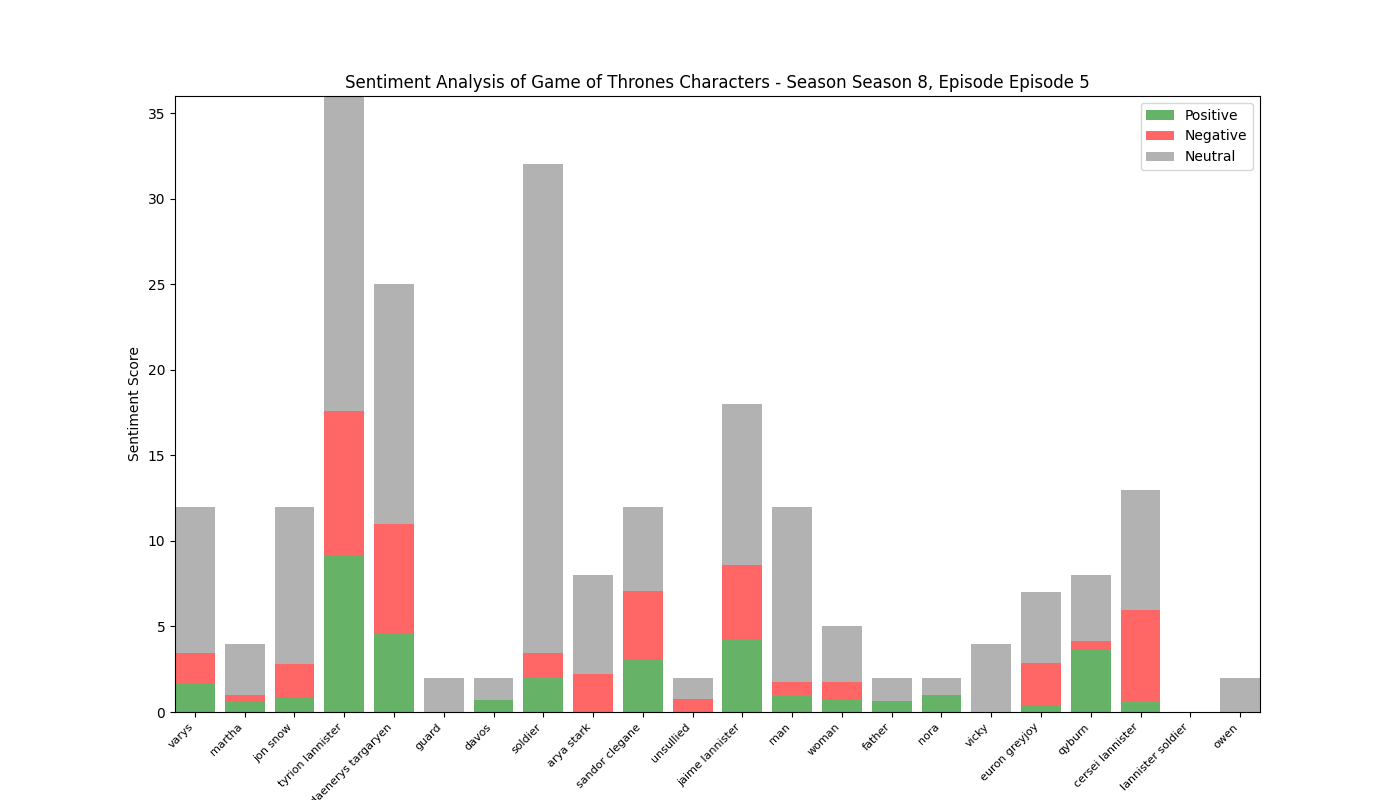 Sentiment Analysis of Game of Thrones Characters - Season Season 8, Episode Episode 5
Positive
Negative
Neutral
Sentiment Score
35
30
25
20
15
10
5
0
varys
martha
jon snow
tyrion lannister
daenerys targaryen
guard
davos
soldier
arya stark
sandor clegane
unsullied
jaime lannister
man
woman
father
nora
vicky
euron greyjoy
qyburn
cersei lannister
lannister soldier
owen